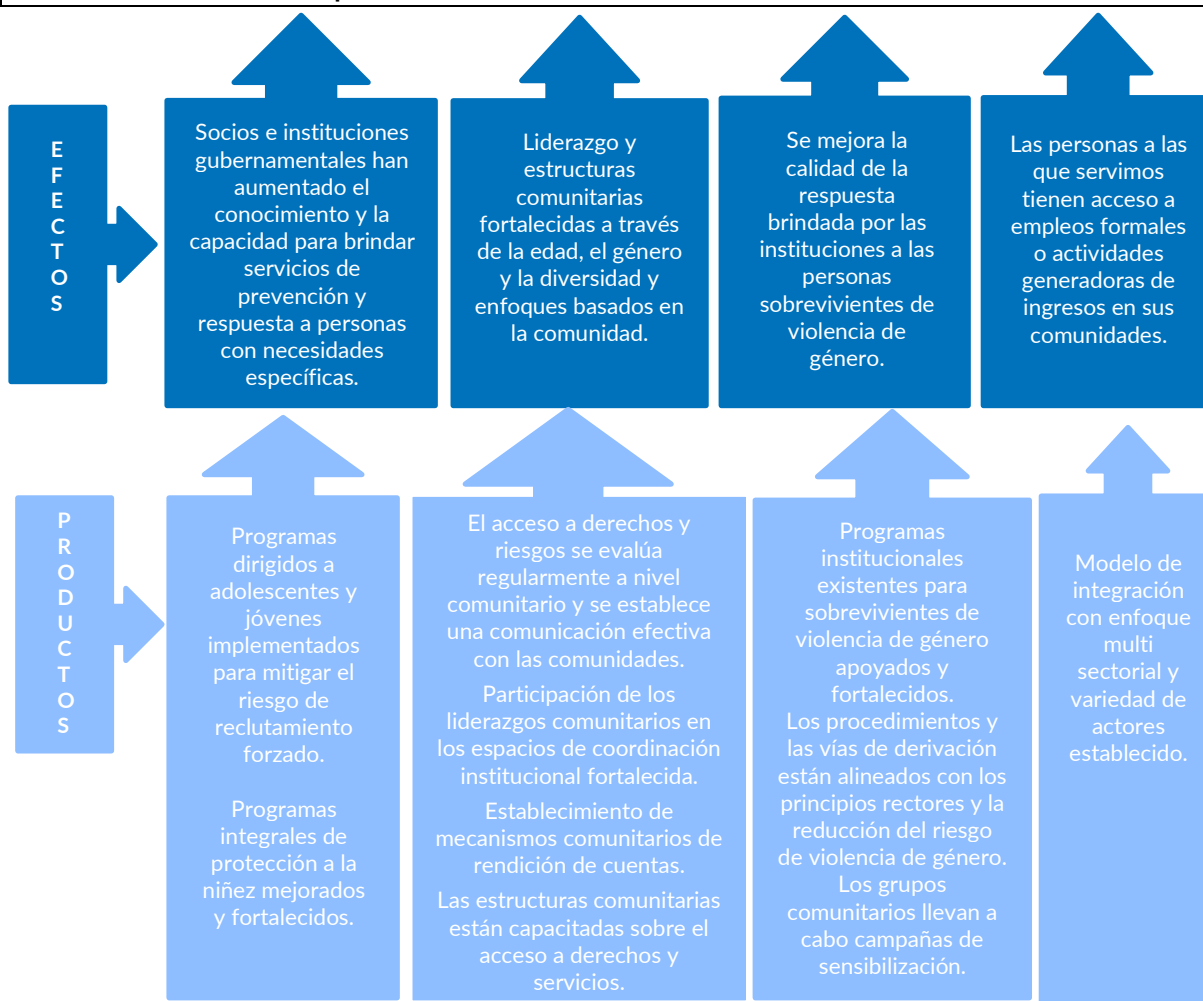 E
F
E
C
T
O
S
Socios e instituciones
gubernamentales han
aumentado el
conocimiento y la
capacidad para brindar
servicios de
prevención y
respuesta a personas
con necesidades
específicas.
Liderazgo y
estructuras
comunitarias
fortalecidas a través
de la edad, el género
y la diversidad y
enfoques basados en
la comunidad.
Se mejora la
calidad de la
respuesta
brindada por las
instituciones a las
personas
sobrevivientes de
violencia de
género.
Las personas a las
que servimos
tienen acceso a
empleos formales
o actividades
generadoras de
ingresos en sus
comunidades.
P
R
O
D
U
C
T
O
S
Programas
dirigidos a
adolescentes y
jóvenes
implementados
para mitigar el
riesgo de
reclutamiento
forzado.
Programas
integrales de
protección a la
niñez mejorados
y fortalecidos.
El acceso a derechos y
riesgos se evalúa
regularmente a nivel
comunitario y se establece
una comunicación efectiva
con las comunidades.
Participación de los
liderazgos comunitarios en
los espacios de coordinación
institucional fortalecida.
Establecimiento de
mecanismos comunitarios de
rendición de cuentas.
Las estructuras comunitarias
están capacitadas sobre el
acceso a derechos y
servicios.
Programas
institucionales
existentes para
sobrevivientes de
violencia de género
apoyados y
fortalecidos.
Los procedimientos y
las vías de derivación
están alineados con los
principios rectores y la
reducción del riesgo
de violencia de género.
Los grupos
comunitarios llevan a
cabo campañas de
sensibilización.
Modelo de
integración
con enfoque
multi
sectorial y
variedad de
actores
establecido.